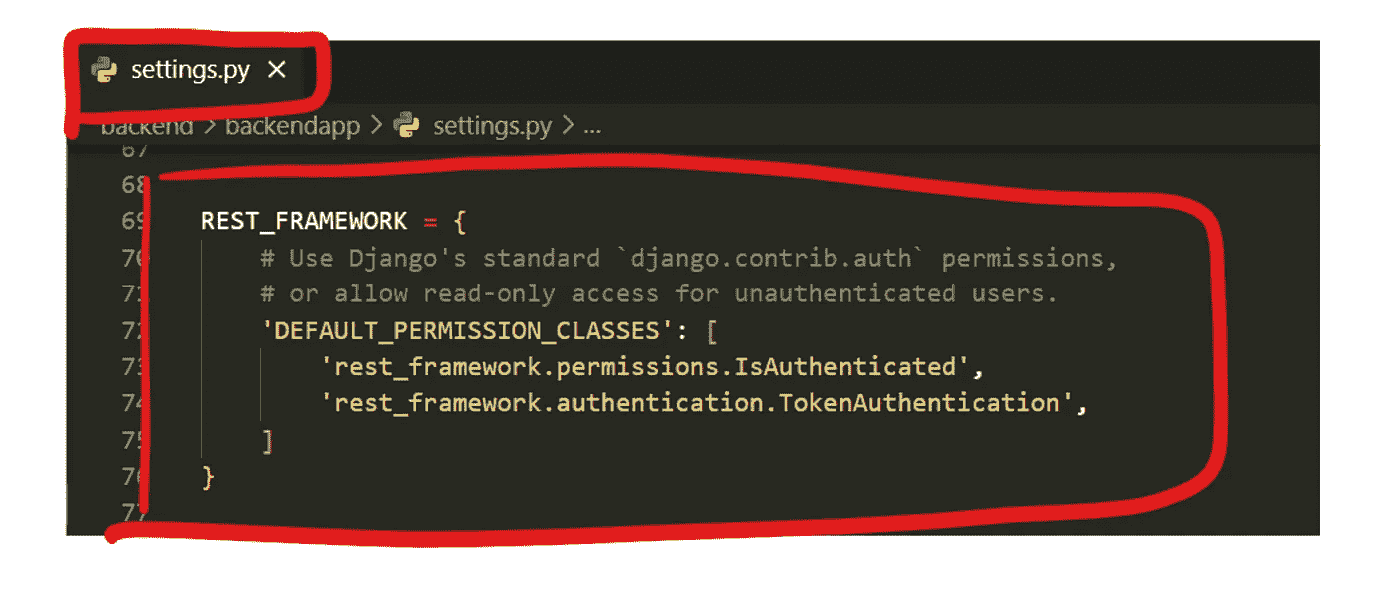 settings.py ×
backend > backendapp > settings.py > ...
67
68
69 REST_FRAMEWORK = {
70 # Use Django's standard `django.contrib.auth` permissions,
71 # or allow read-only access for unauthenticated users.
72 'DEFAULT_PERMISSION_CLASSES': [
73 'rest_framework.permissions.IsAuthenticated',
74 'rest_framework.authentication.TokenAuthentication',
75 ]
76 }
77